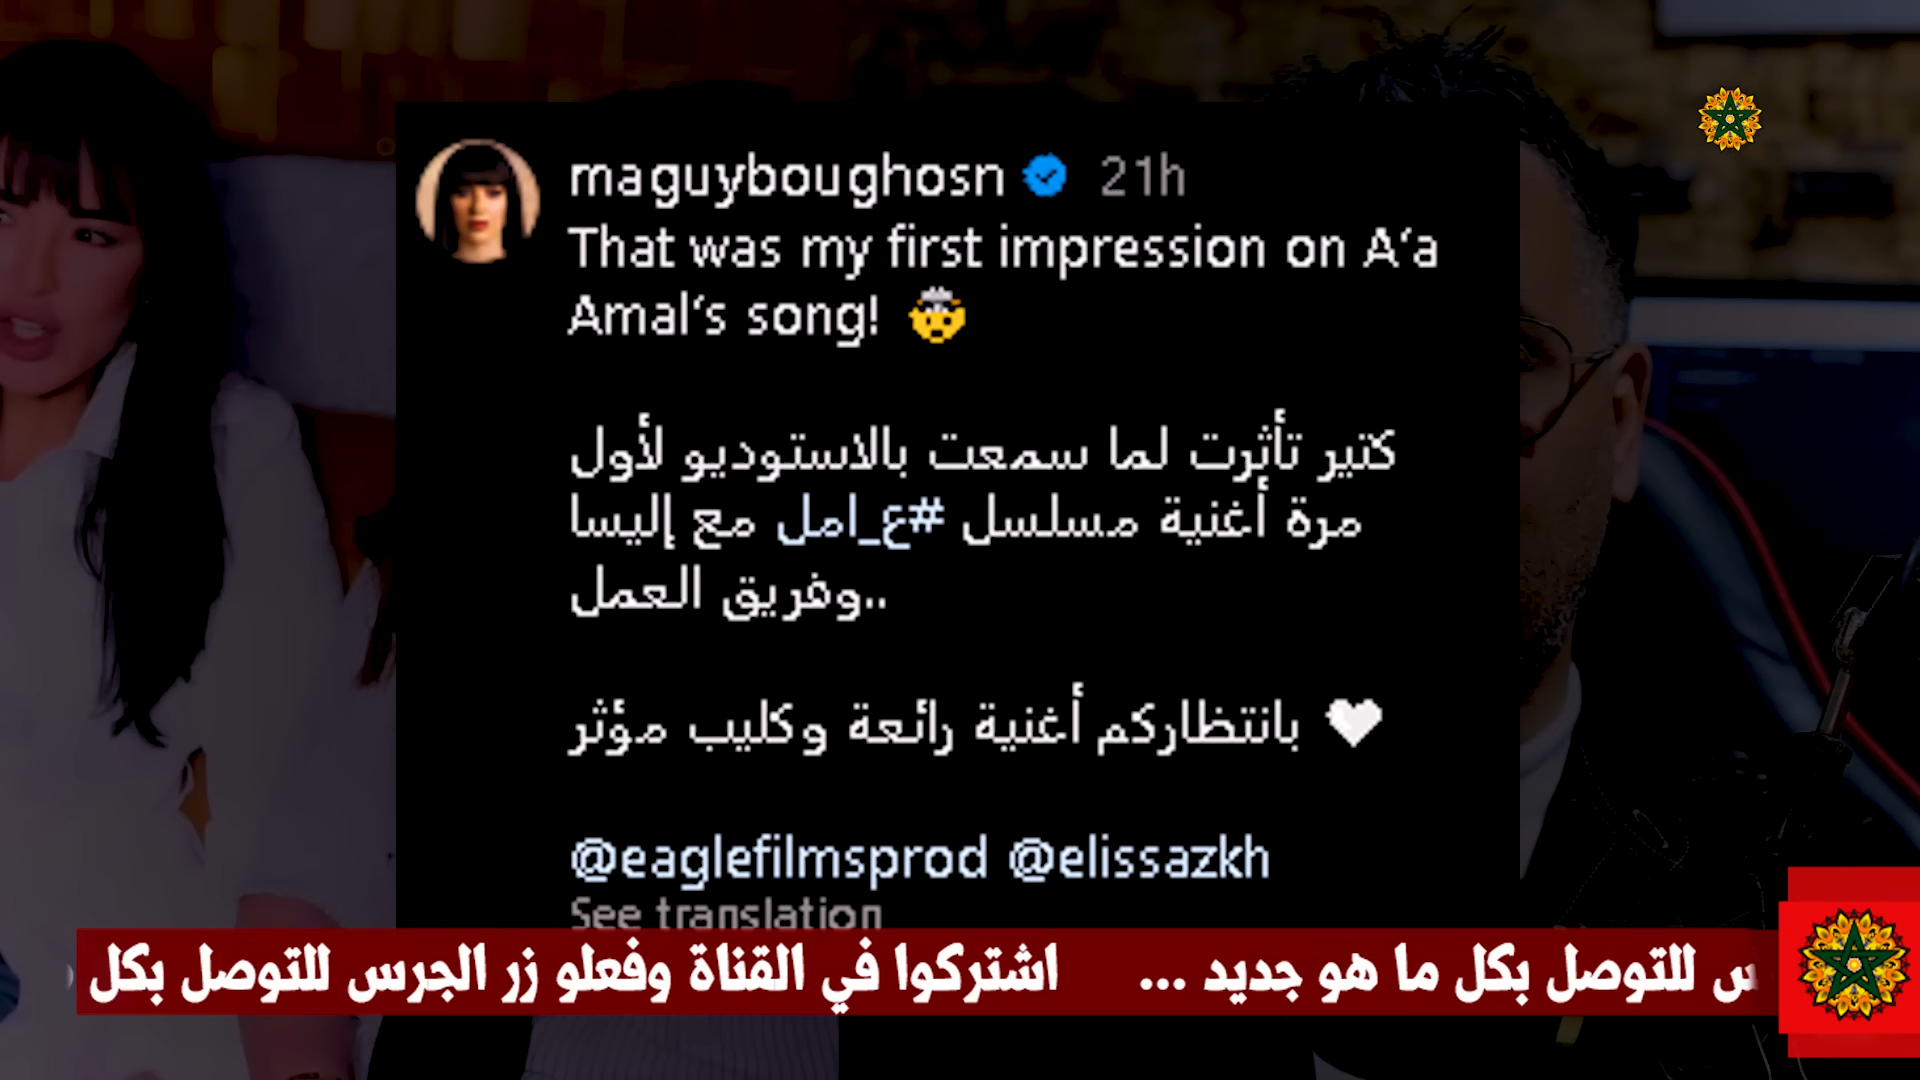 maguyboughosn 21h
That was my first impression on A‘a
Amal‘s song! 🤯
كتير تأثرت لما سمعت بالاستوديو لأول
مرة أغنية مسلسل #ع_امل مع إليسا
وفريق العمل..
بانتظاركم أغنية رائعة وكليب مؤثر 🤍
@eaglefilmsprod @elissazkh
See translation
للتوصل بكل ما هو جديد ... اشتركوا في القناة وفعلو زر الجرس للتوصل بكل